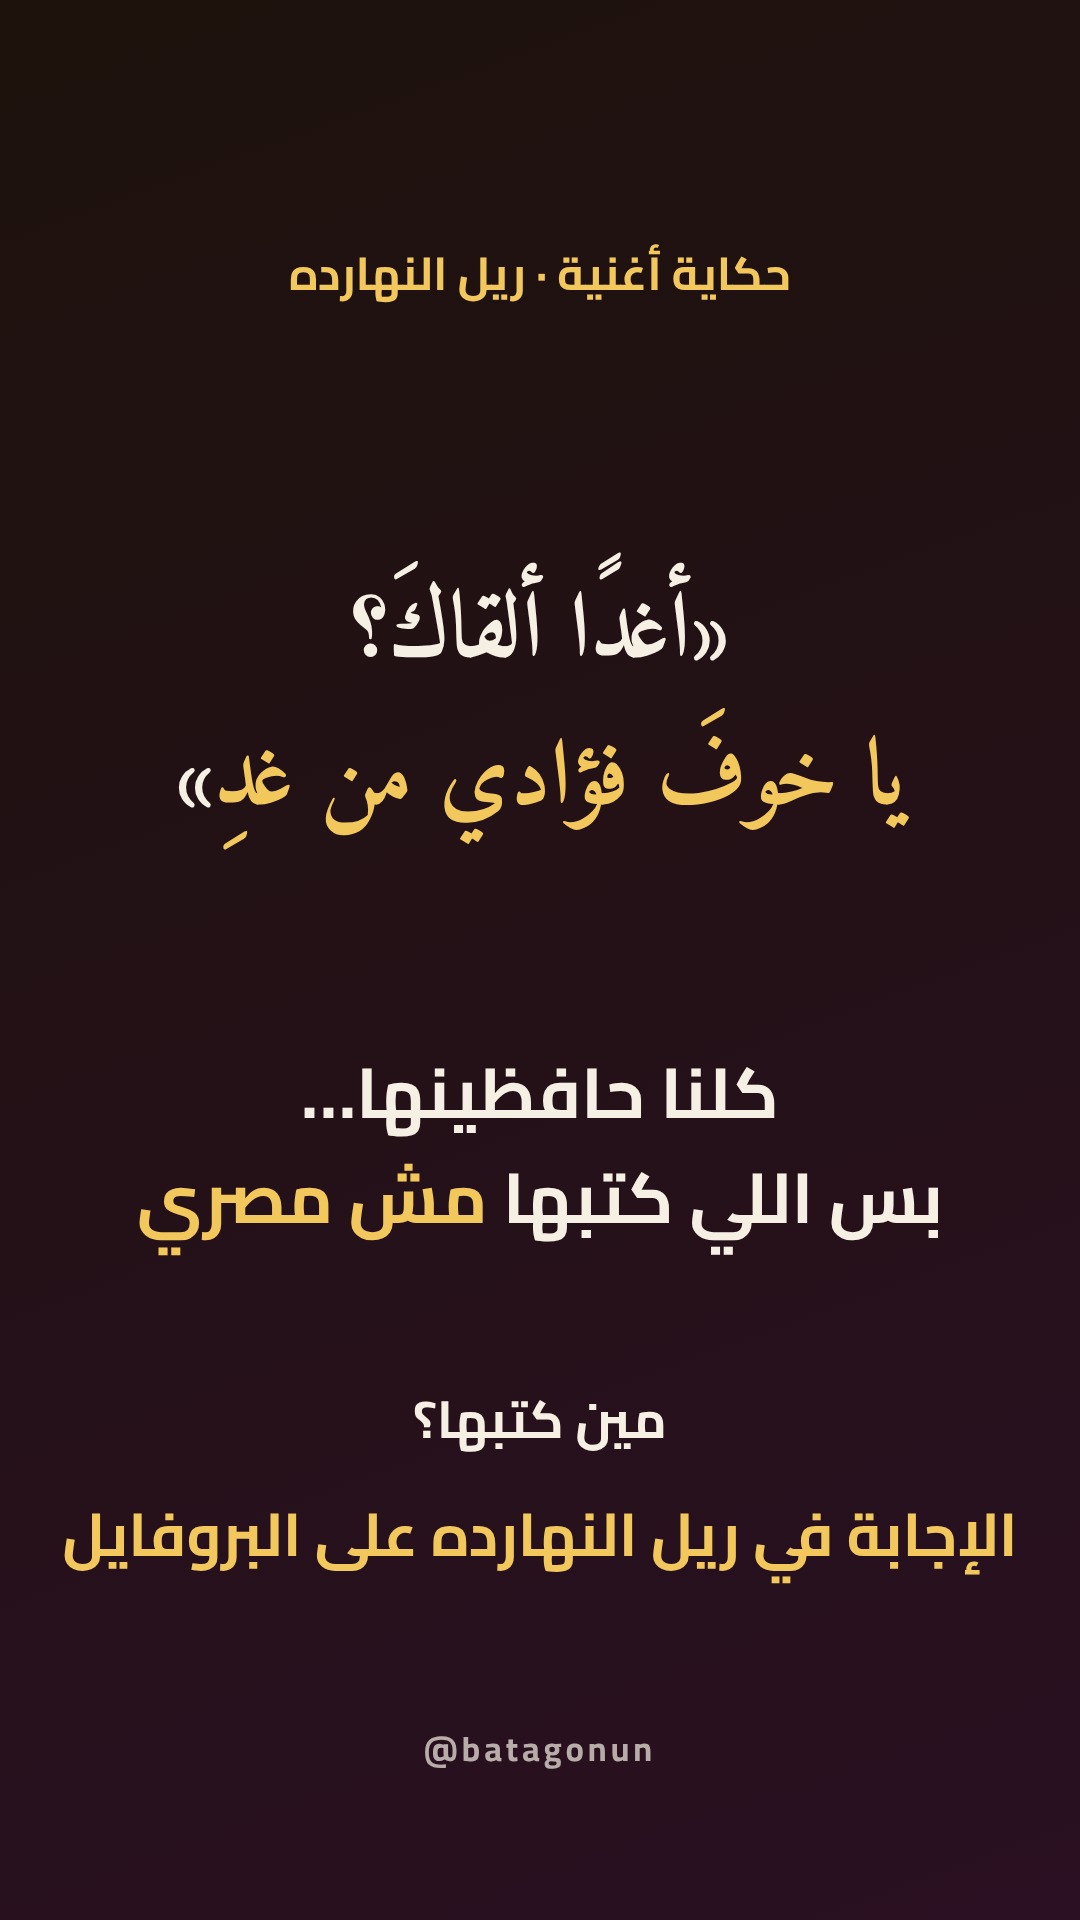 حكاية أغنية · ريل النهارده
«أغدًا ألقاكَ؟
يا خوفَ فؤادي من غدِ»
كلنا حافظينها...
بس اللي كتبها مش مصري
مين كتبها؟
الإجابة في ريل النهارده على البروفايل
@batagonun